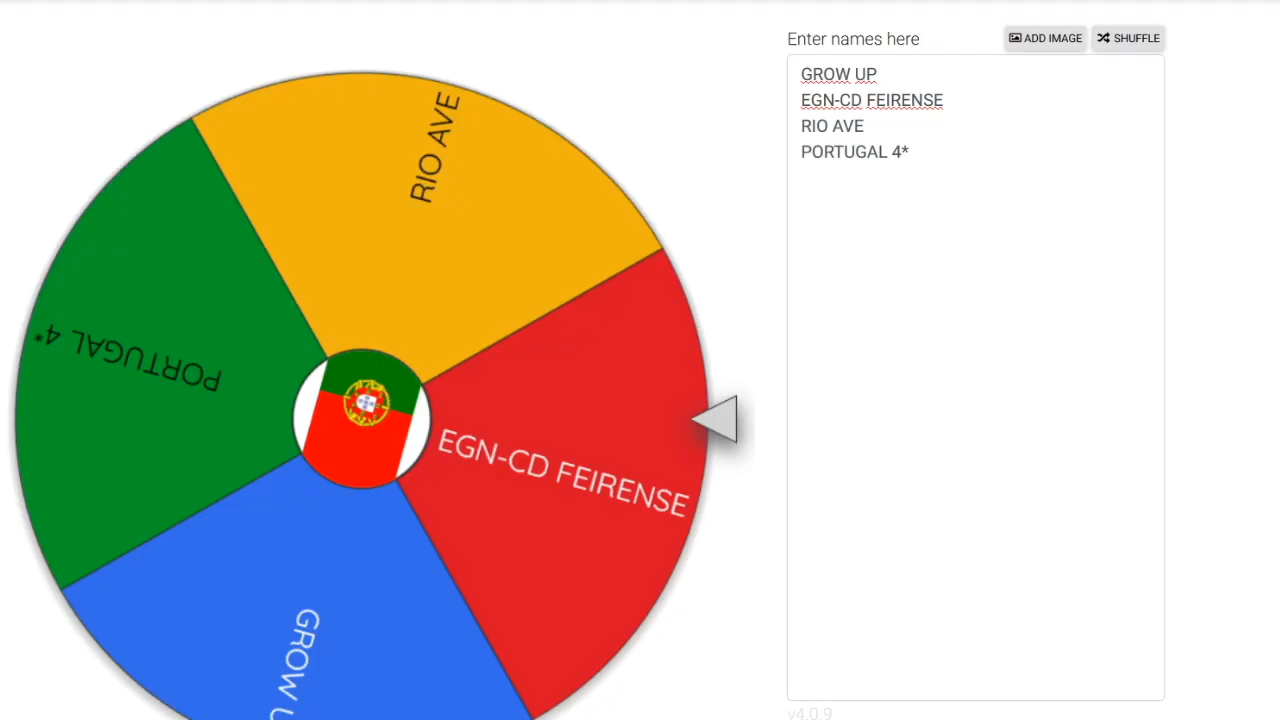 Enter names here
ADD IMAGE
SHUFFLE
GROW UP
EGN-CD FEIRENSE
RIO AVE
PORTUGAL 4*
RIO AVE
PORTUGAL 4*
EGN-CD FEIRENSE
GROW U
v4.0.9